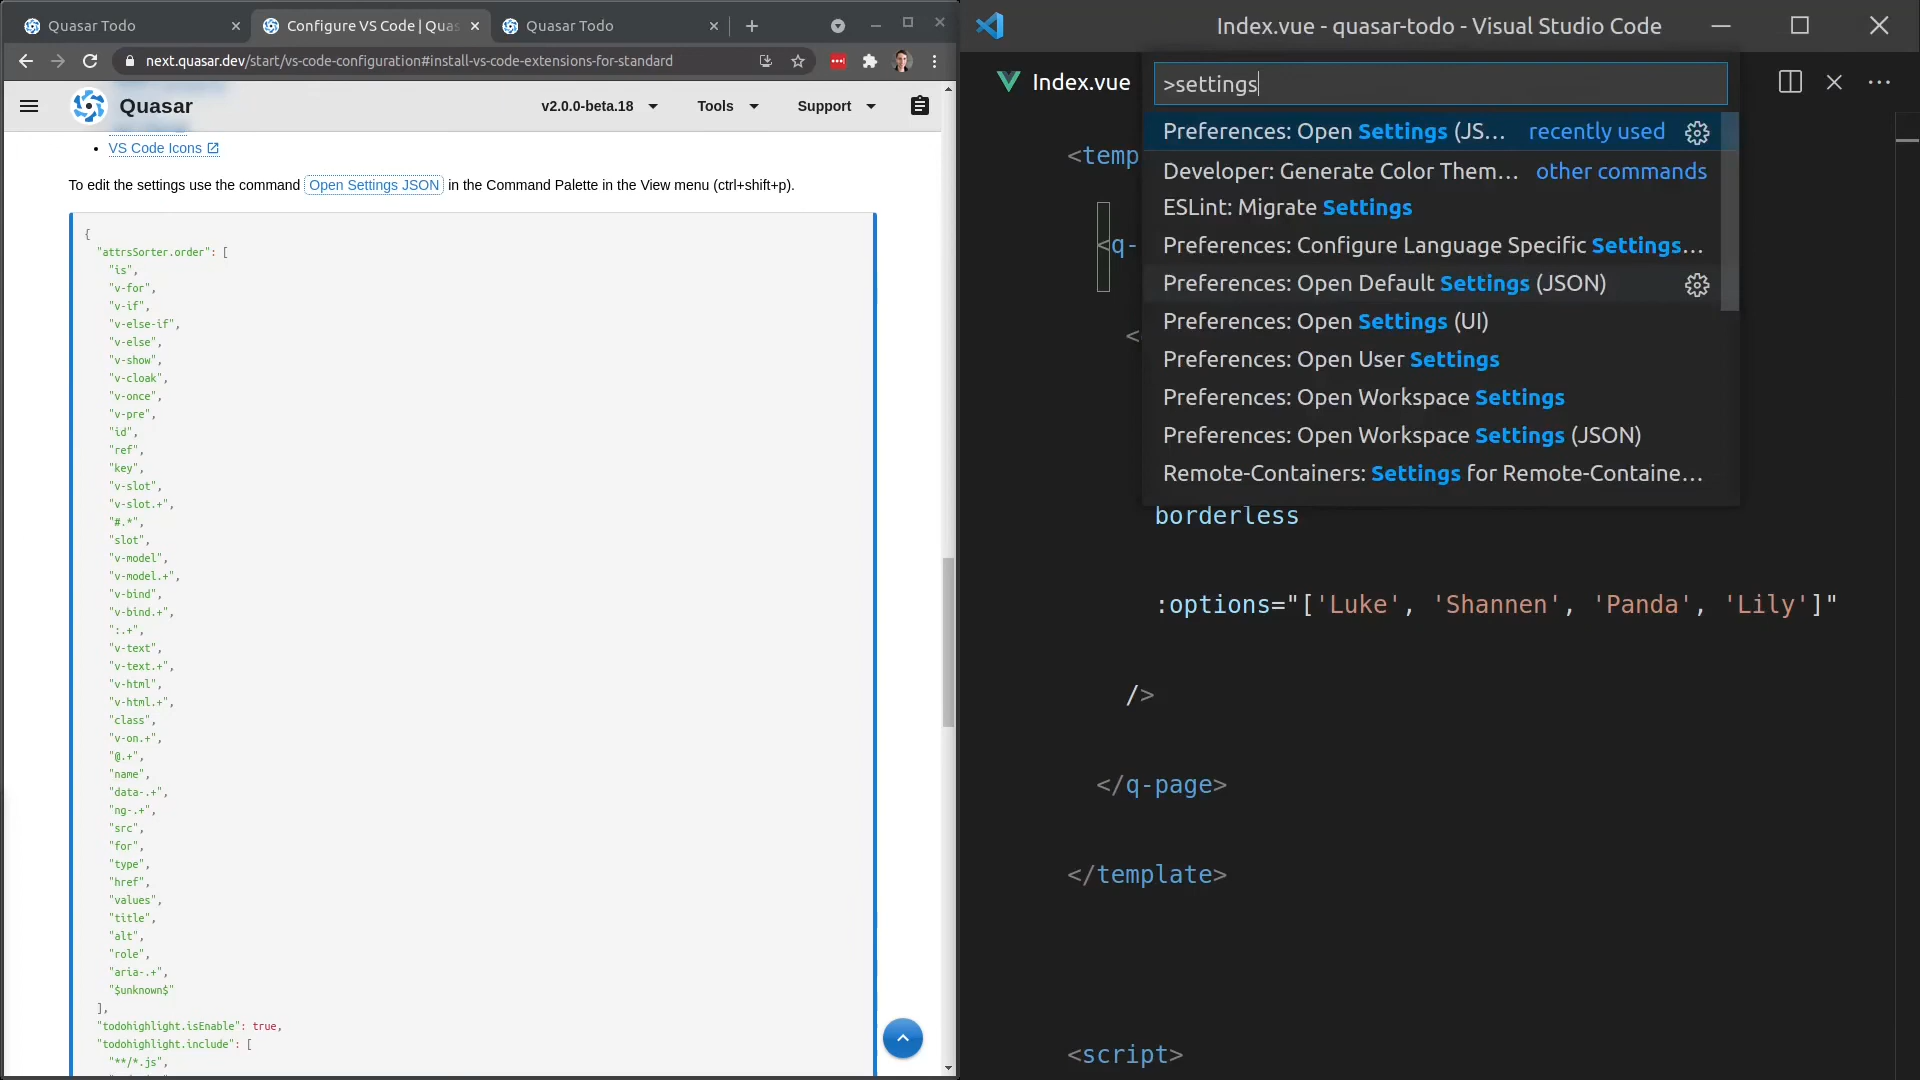 Quasar Todo
Configure VS Code | Quas
Quasar Todo
next.quasar.dev/start/vs-code-configuration#install-vs-code-extensions-for-standard
Quasar
v2.0.0-beta.18
Tools
Support
VS Code Icons
To edit the settings use the command Open Settings JSON in the Command Palette in the View menu (ctrl+shift+p).
{
"attrsSorter.order": [
"is",
"v-for",
"v-if",
"v-else-if",
"v-else",
"v-show",
"v-cloak",
"v-once",
"v-pre",
"id",
"ref",
"key",
"v-slot",
"v-slot.+",
"#.*",
"slot",
"v-model",
"v-model.+",
"v-bind",
"v-bind.+",
":.+",
"v-text",
"v-text.+",
"v-html",
"v-html.+",
"class",
"v-on.+",
"@.+",
"name",
"data-.+",
"ng-.+",
"src",
"for",
"type",
"href",
"values",
"title",
"alt",
"role",
"aria-.+",
"$unknown$"
],
"todohighlight.isEnable": true,
"todohighlight.include": [
"**/*.js",
Index.vue - quasar-todo - Visual Studio Code
Index.vue
>settings
Preferences: Open Settings (JS... recently used
Developer: Generate Color Them... other commands
ESLint: Migrate Settings
Preferences: Configure Language Specific Settings...
Preferences: Open Default Settings (JSON)
Preferences: Open Settings (UI)
Preferences: Open User Settings
Preferences: Open Workspace Settings
Preferences: Open Workspace Settings (JSON)
Remote-Containers: Settings for Remote-Containe...
<temp
<q-
<
borderless
:options="['Luke', 'Shannen', 'Panda', 'Lily']"
/>
</q-page>
</template>
<script>